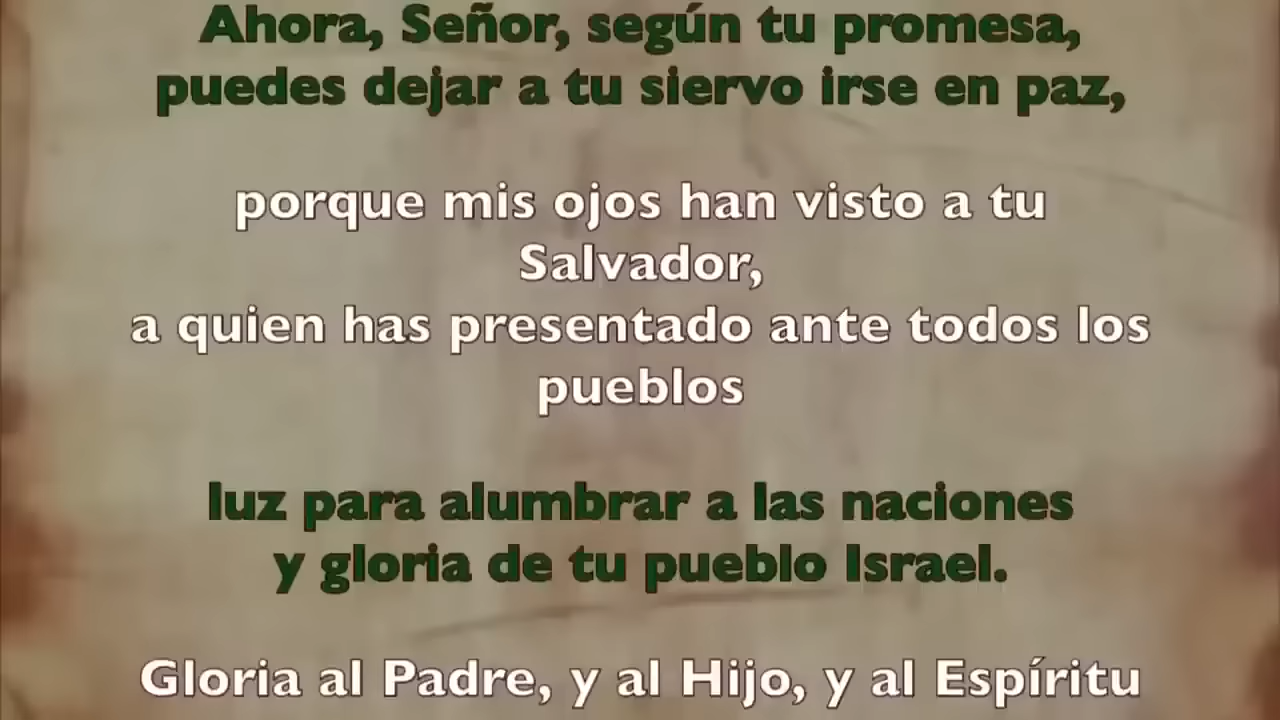 Ahora, Señor, según tu promesa,
puedes dejar a tu siervo irse en paz,
porque mis ojos han visto a tu
Salvador,
a quien has presentado ante todos los
pueblos
luz para alumbrar a las naciones
y gloria de tu pueblo Israel.
Gloria al Padre, y al Hijo, y al Espíritu